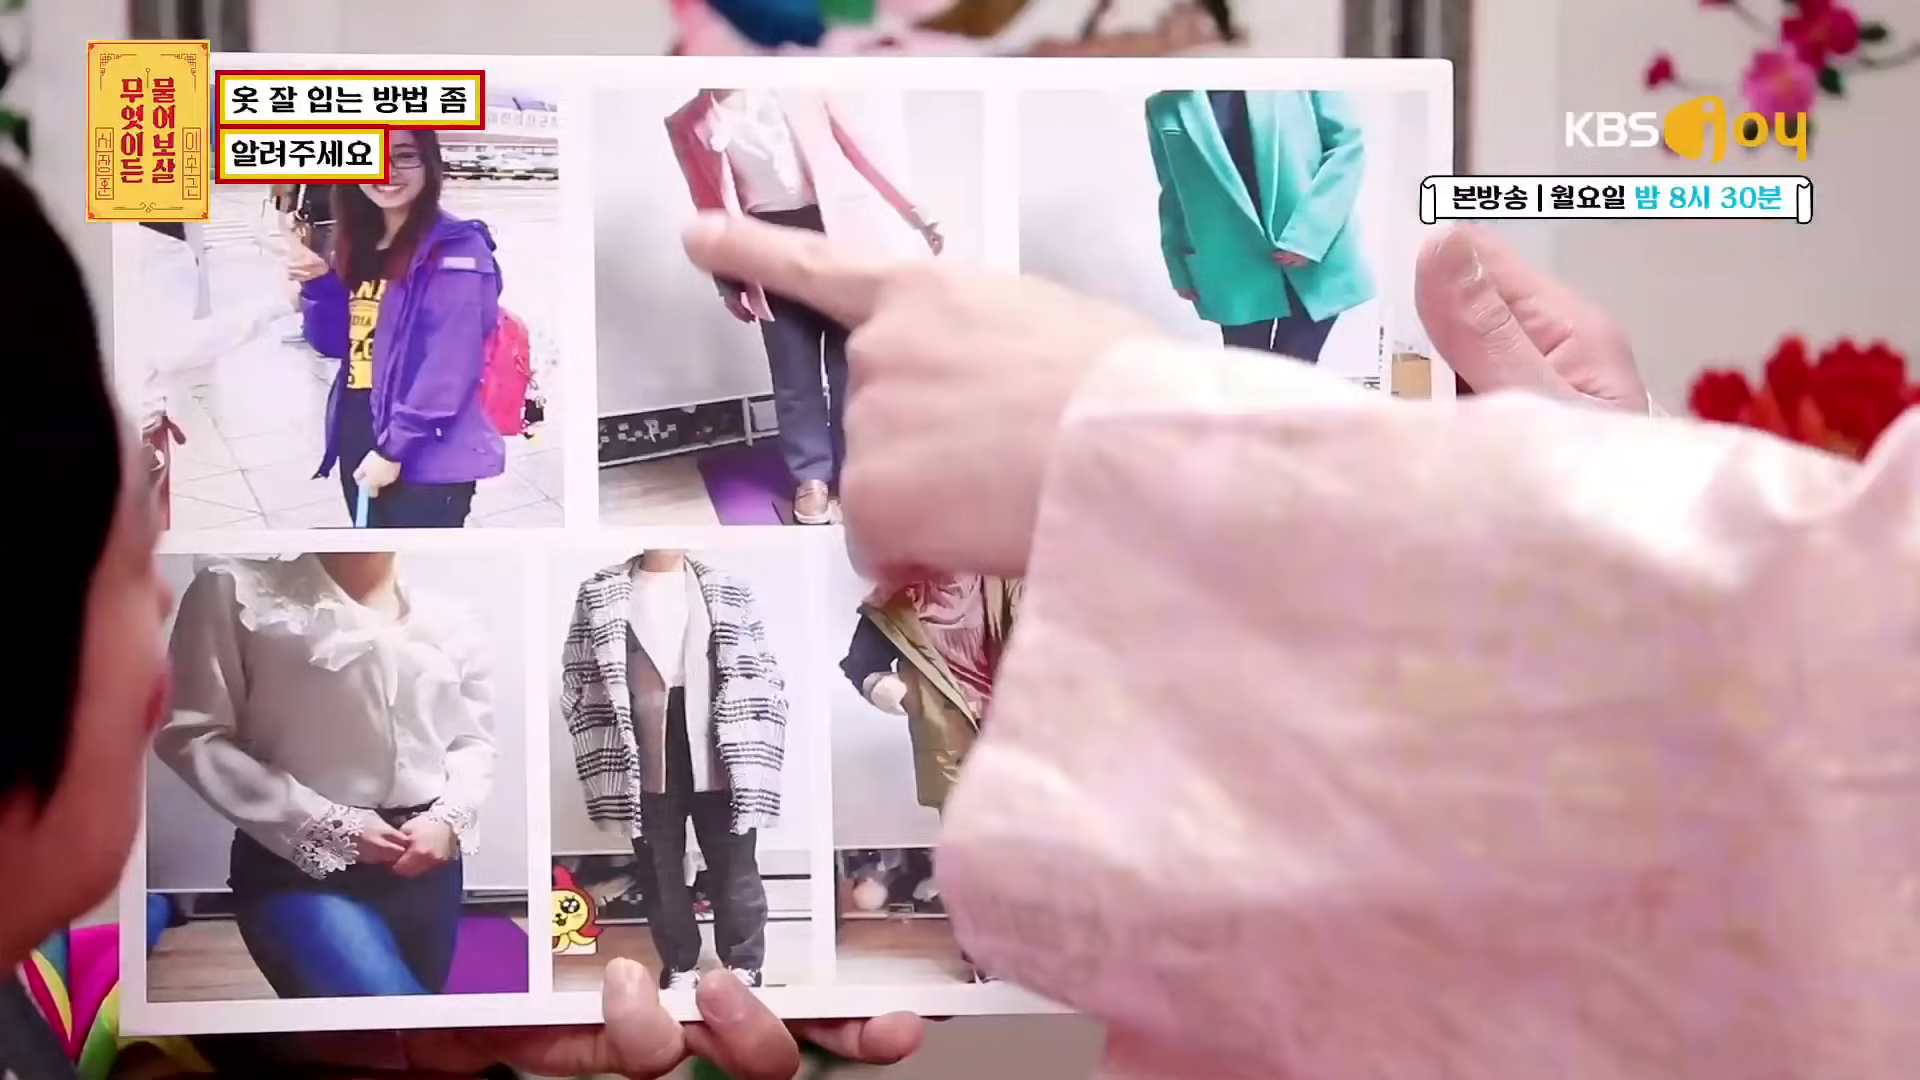 무엇이든
물어보살
서장훈
이수근
옷 잘 입는 방법 좀
알려주세요
KBS joy
본방송 | 월요일 밤 8시 30분